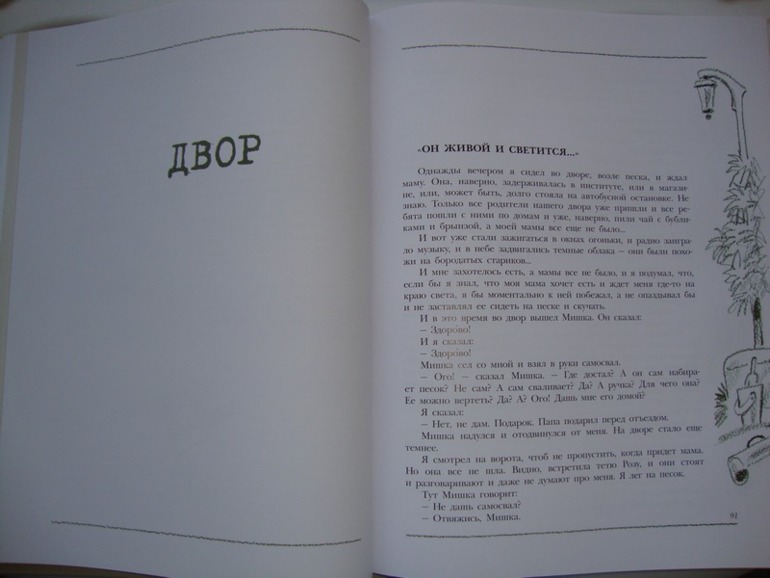 ДВОР
«ОН ЖИВОЙ И СВЕТИТСЯ...»
Однажды вечером я сидел во дворе, возле песка, и ждал
маму. Она, наверно, задерживалась в институте, или в магази-
не, или, может быть, долго стояла на автобусной остановке. Не
знаю. Только все родители нашего двора уже пришли и все ре-
бята пошли с ними по домам и уже, наверно, пили чай с бубли-
ками и брынзой, а моей мамы все еще не было...
И вот уже стали зажигаться в окнах огоньки, и радио заигра-
ло музыку, и в небе задвигались темные облака – они были похо-
жи на бородатых стариков...
И мне захотелось есть, а мамы все не было, и я подумал, что,
если бы я знал, что моя мама хочет есть и ждет меня где-то на
краю света, я бы моментально к ней побежал, а не опаздывал бы
и не заставлял ее сидеть на песке и скучать.
И в это время во двор вышел Мишка. Он сказал:
– Здоро́во!
И я сказал:
– Здоро́во!
Мишка сел со мной и взял в руки самосвал.
– Ого! – сказал Мишка. – Где достал? А он сам набира-
ет песок? Не сам? А сам сваливает? Да? А ручка? Для чего она?
Ее можно вертеть? Да? А? Ого! Дашь мне его домой?
Я сказал:
– Нет, не дам. Подарок. Папа подарил перед отъездом.
Мишка надулся и отодвинулся от меня. На дворе стало еще
темнее.
Я смотрел на ворота, чтоб не пропустить, когда придет мама.
Но она все не шла. Видно, встретила тетю Розу, и они стоят
и разговаривают и даже не думают про меня. Я лег на песок.
Тут Мишка говорит:
– Не дашь самосвал?
– Отвяжись, Мишка.
91